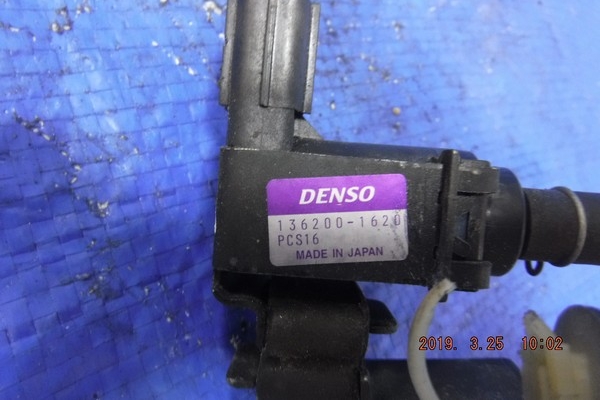 DENSO
136200-1620
PCS16
MADE IN JAPAN
2019. 3.25 10:02